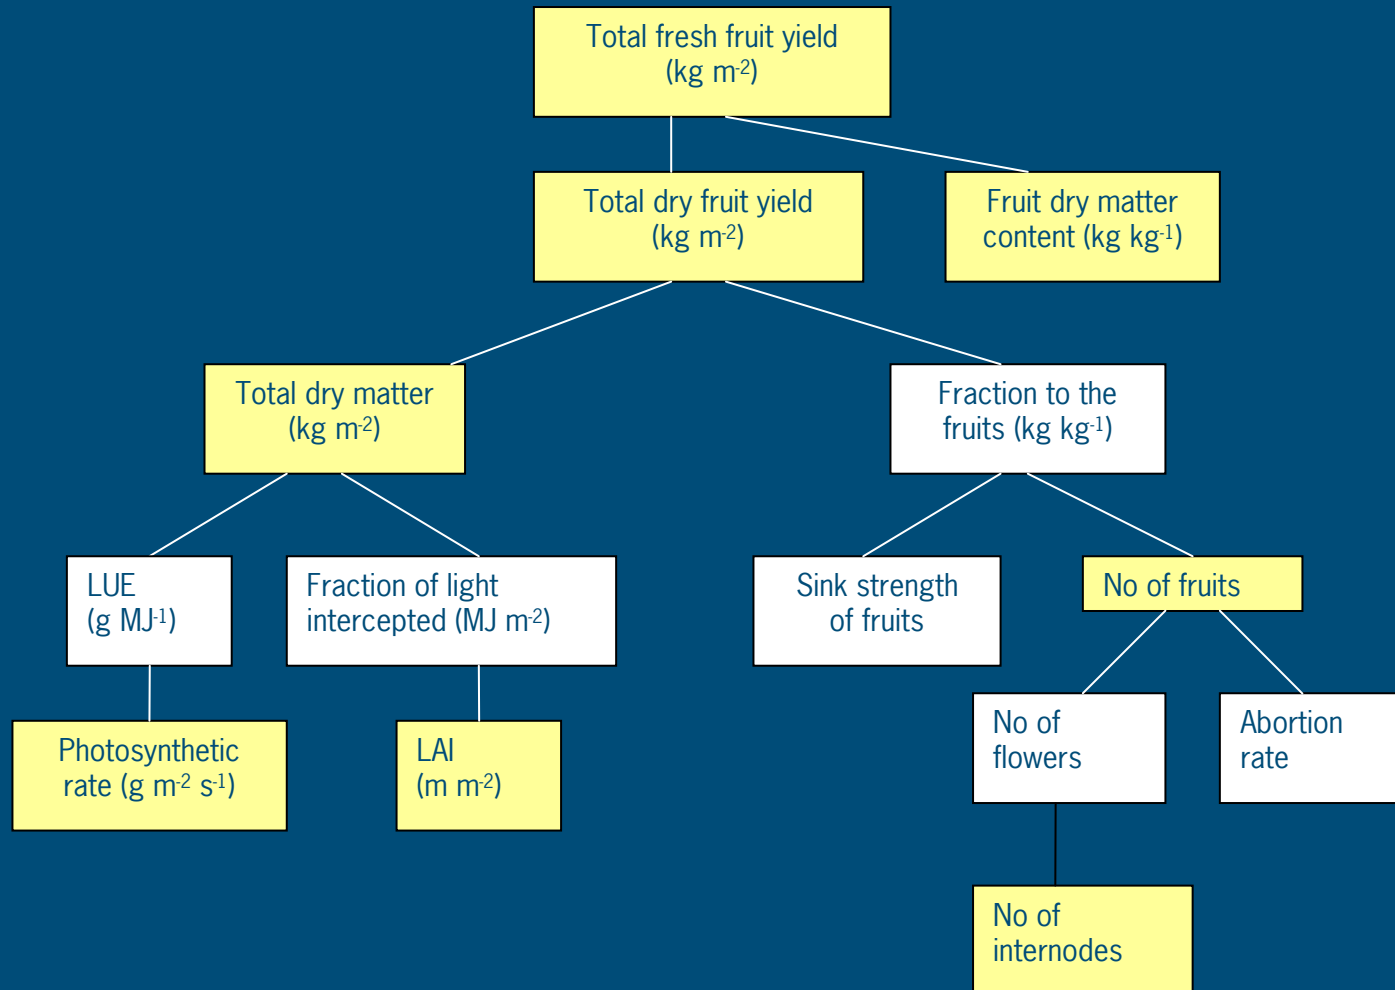 Total fresh fruit yield
(kg m-2)
Total dry fruit yield
(kg m-2)
Fruit dry matter
content (kg kg-1)
Total dry matter
(kg m-2)
Fraction to the
fruits (kg kg-1)
LUE
(g MJ-1)
Fraction of light
intercepted (MJ m-2)
Sink strength
of fruits
No of fruits
Photosynthetic
rate (g m-2 s-1)
LAI
(m m-2)
No of
flowers
Abortion
rate
No of
internodes